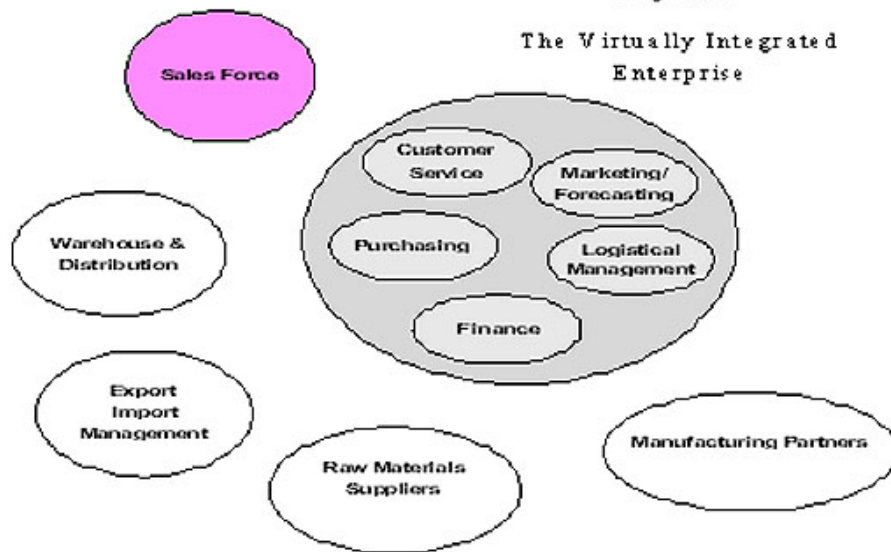 The Virtually Integrated
Enterprise
Sales Force
Customer
Service
Marketing/
Forecasting
Purchasing
Logistical
Management
Finance
Warehouse &
Distribution
Export
Import
Management
Raw Materials
Suppliers
Manufacturing Partners